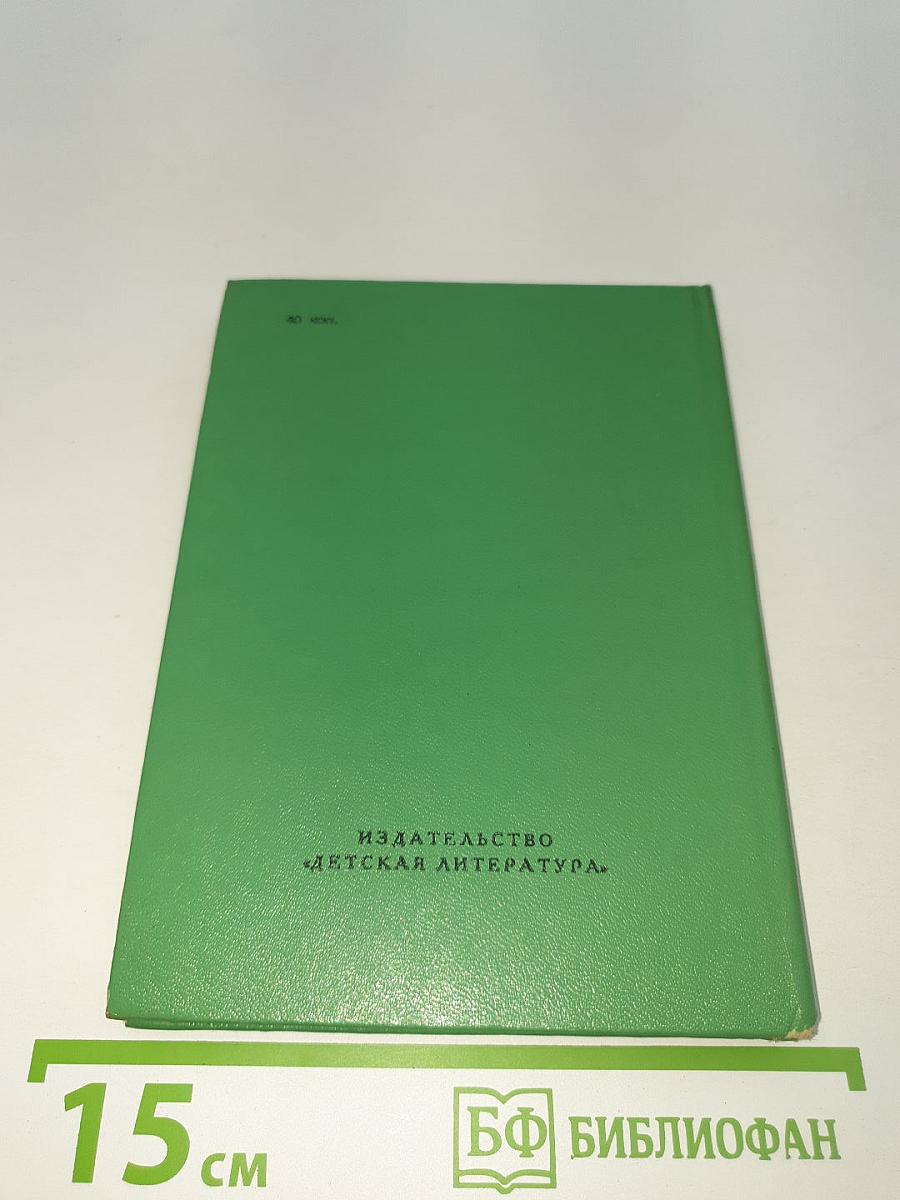 40 коп.
ИЗДАТЕЛЬСТВО
«ДЕТСКАЯ ЛИТЕРАТУРА»
15 см
БФ БИБЛИОФАН